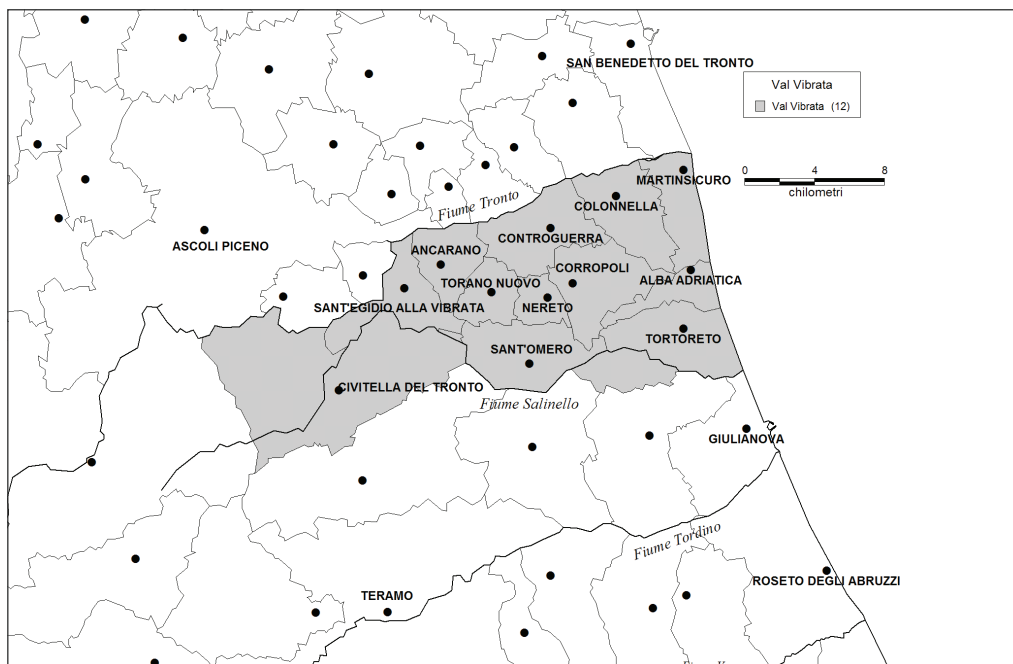 SAN BENEDETTO DEL TRONTO
Val Vibrata
Val Vibrata (12)
0 4 8
chilometri
MARTINSICURO
COLONNELLA
Fiume Tronto
ASCOLI PICENO
CONTROGUERRA
ANCARANO
CORROPOLI
TORANO NUOVO
ALBA ADRIATICA
SANT'EGIDIO ALLA VIBRATA
NERETO
TORTORETO
SANT'OMERO
CIVITELLA DEL TRONTO
Fiume Salinello
GIULIANOVA
Fiume Tordino
ROSETO DEGLI ABRUZZI
TERAMO